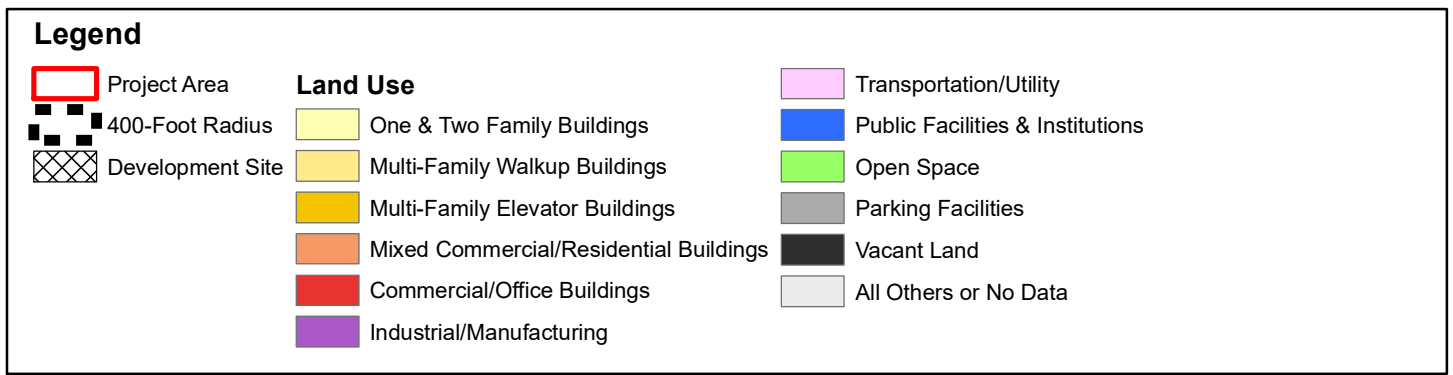 Legend
Project Area
400-Foot Radius
Development Site
Land Use
One & Two Family Buildings
Multi-Family Walkup Buildings
Multi-Family Elevator Buildings
Mixed Commercial/Residential Buildings
Commercial/Office Buildings
Industrial/Manufacturing
Transportation/Utility
Public Facilities & Institutions
Open Space
Parking Facilities
Vacant Land
All Others or No Data